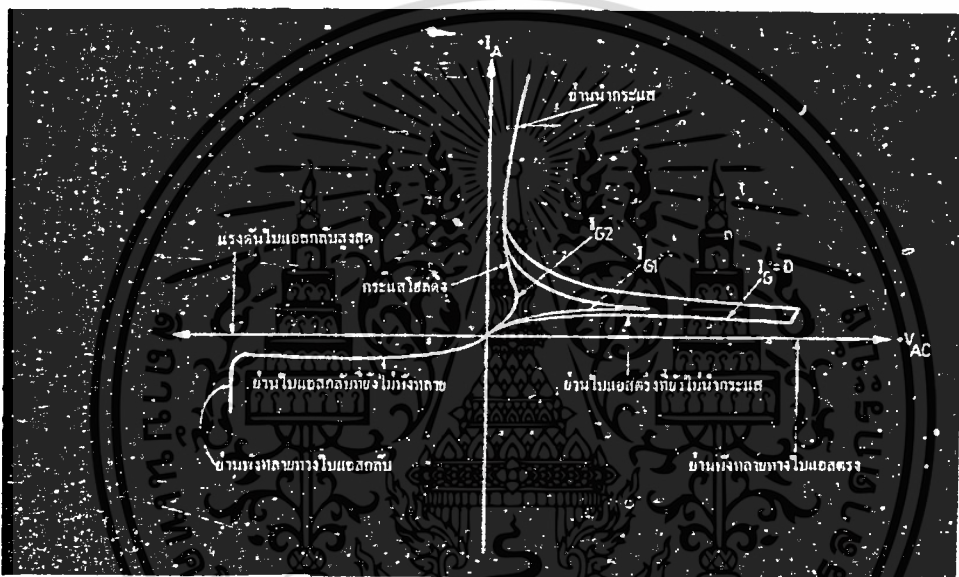 +I_A
ย่านนำกระแส
I_G2
แรงดันไบแอสกลับสูงสุด
I_G1
I_G=0
กระแสโฮลดิ้ง
V_AC
ย่านไบแอสกลับที่ยังไม่พังทลาย
ย่านไบแอสตรงที่ยังไม่นำกระแส
ย่านพังทลายทางไบแอสกลับ
ย่านพังทลายทางไบแอสตรง